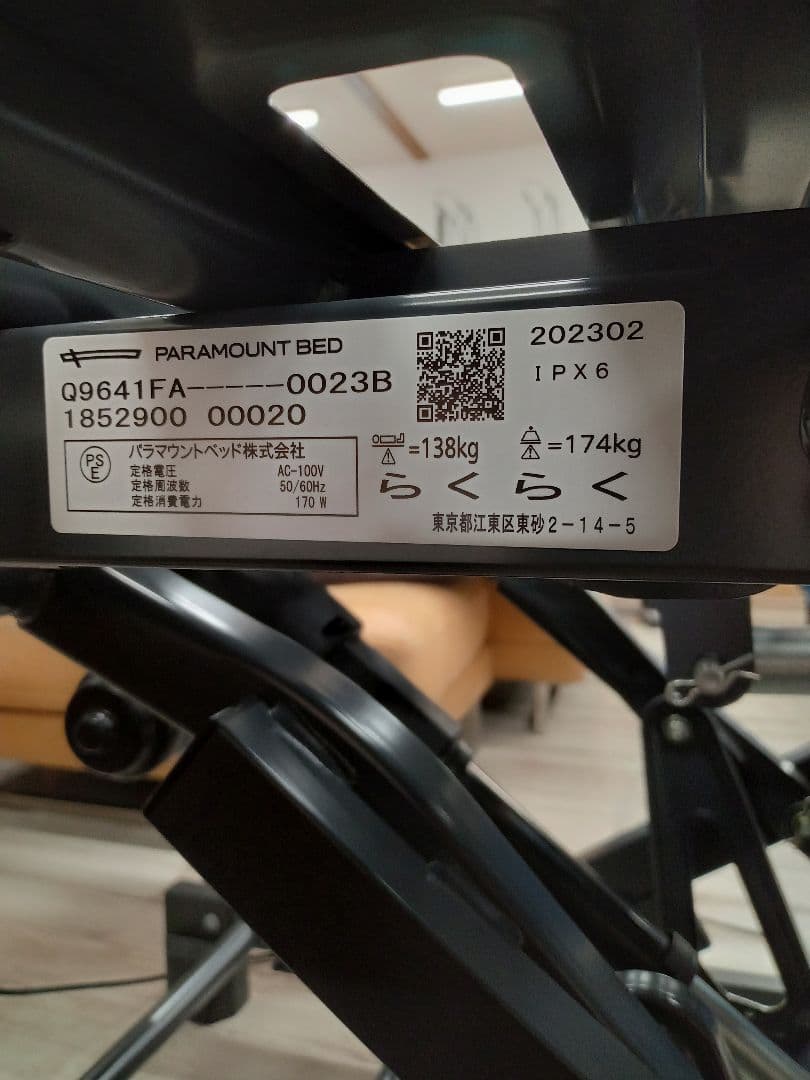 PARAMOUNT BED
Q9641FA-----0023B
1852900 00020
202302
IPX6
PS
E
パラマウントベッド株式会社
定格電圧 AC-100V
定格周波数 50/60Hz
定格消費電力 170 W
=138kg =174kg
らくらく
東京都江東区東砂2-14-5